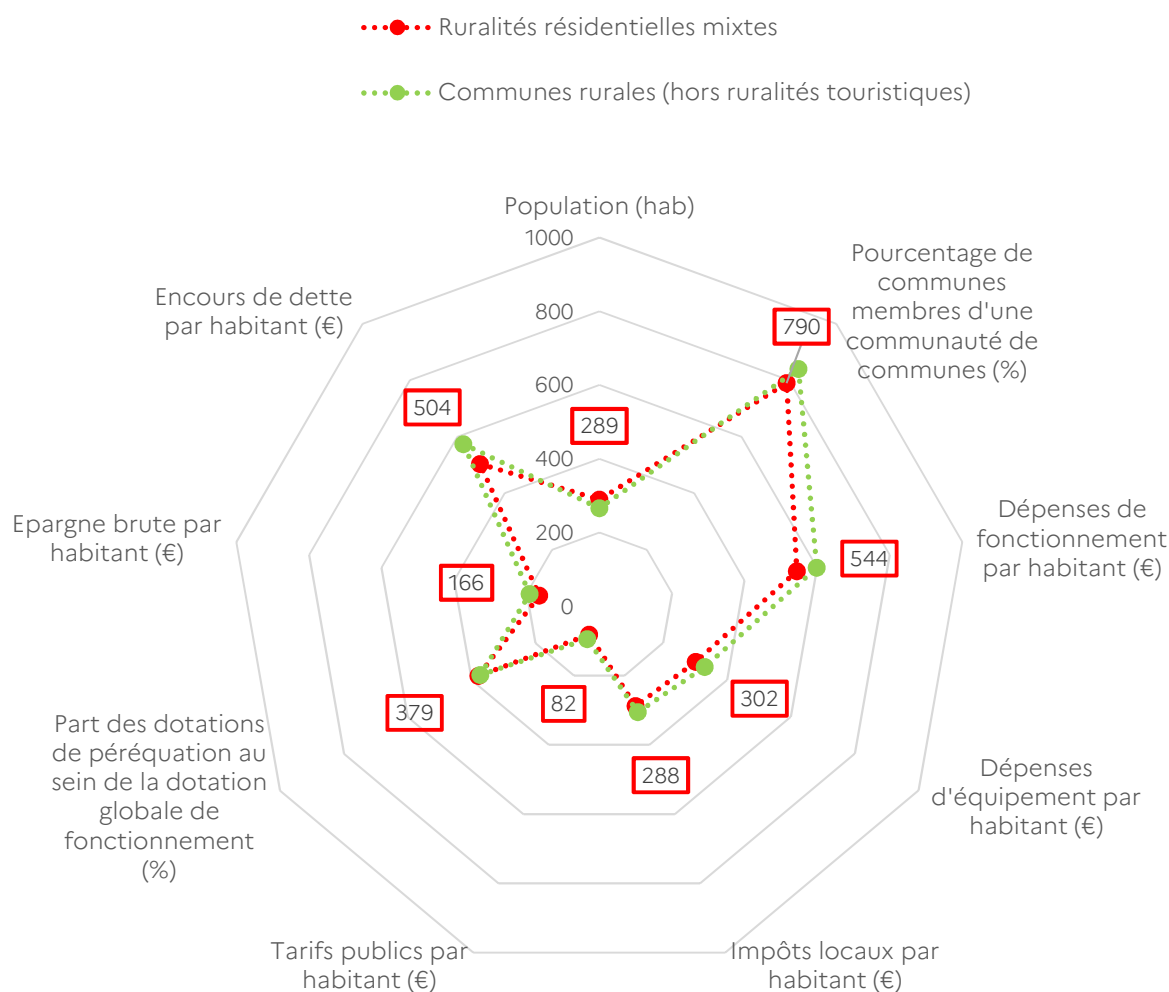 Ruralités résidentielles mixtes
Communes rurales (hors ruralités touristiques)
Population (hab)
1000
800
600
400
200
0
Pourcentage de
communes
membres d'une
communauté de
communes (%)
790
Encours de dette
par habitant (€)
504
289
Epargne brute par
habitant (€)
166
Dépenses de
fonctionnement
par habitant (€)
544
Part des dotations
de péréquation au
sein de la dotation
globale de
fonctionnement
(%)
379
82
302
288
Dépenses
d'équipement par
habitant (€)
Tarifs publics par
habitant (€)
Impôts locaux par
habitant (€)